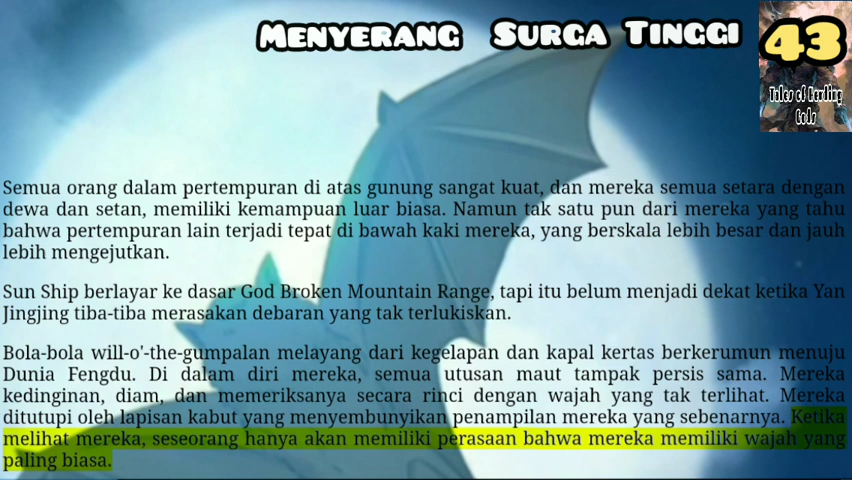 MENYERANG SURGA TINGGI
43
Tales of Herding
Gods
Semua orang dalam pertempuran di atas gunung sangat kuat, dan mereka semua setara dengan
dewa dan setan, memiliki kemampuan luar biasa. Namun tak satu pun dari mereka yang tahu
bahwa pertempuran lain terjadi tepat di bawah kaki mereka, yang berskala lebih besar dan jauh
lebih mengejutkan.
Sun Ship berlayar ke dasar God Broken Mountain Range, tapi itu belum menjadi dekat ketika Yan
Jingjing tiba-tiba merasakan debaran yang tak terlukiskan.
Bola-bola will-o'-the-gumpalan melayang dari kegelapan dan kapal kertas berkerumun menuju
Dunia Fengdu. Di dalam diri mereka, semua utusan maut tampak persis sama. Mereka
kedinginan, diam, dan memeriksanya secara rinci dengan wajah yang tak terlihat. Mereka
ditutupi oleh lapisan kabut yang menyembunyikan penampilan mereka yang sebenarnya. Ketika
melihat mereka, seseorang hanya akan memiliki perasaan bahwa mereka memiliki wajah yang
paling biasa.